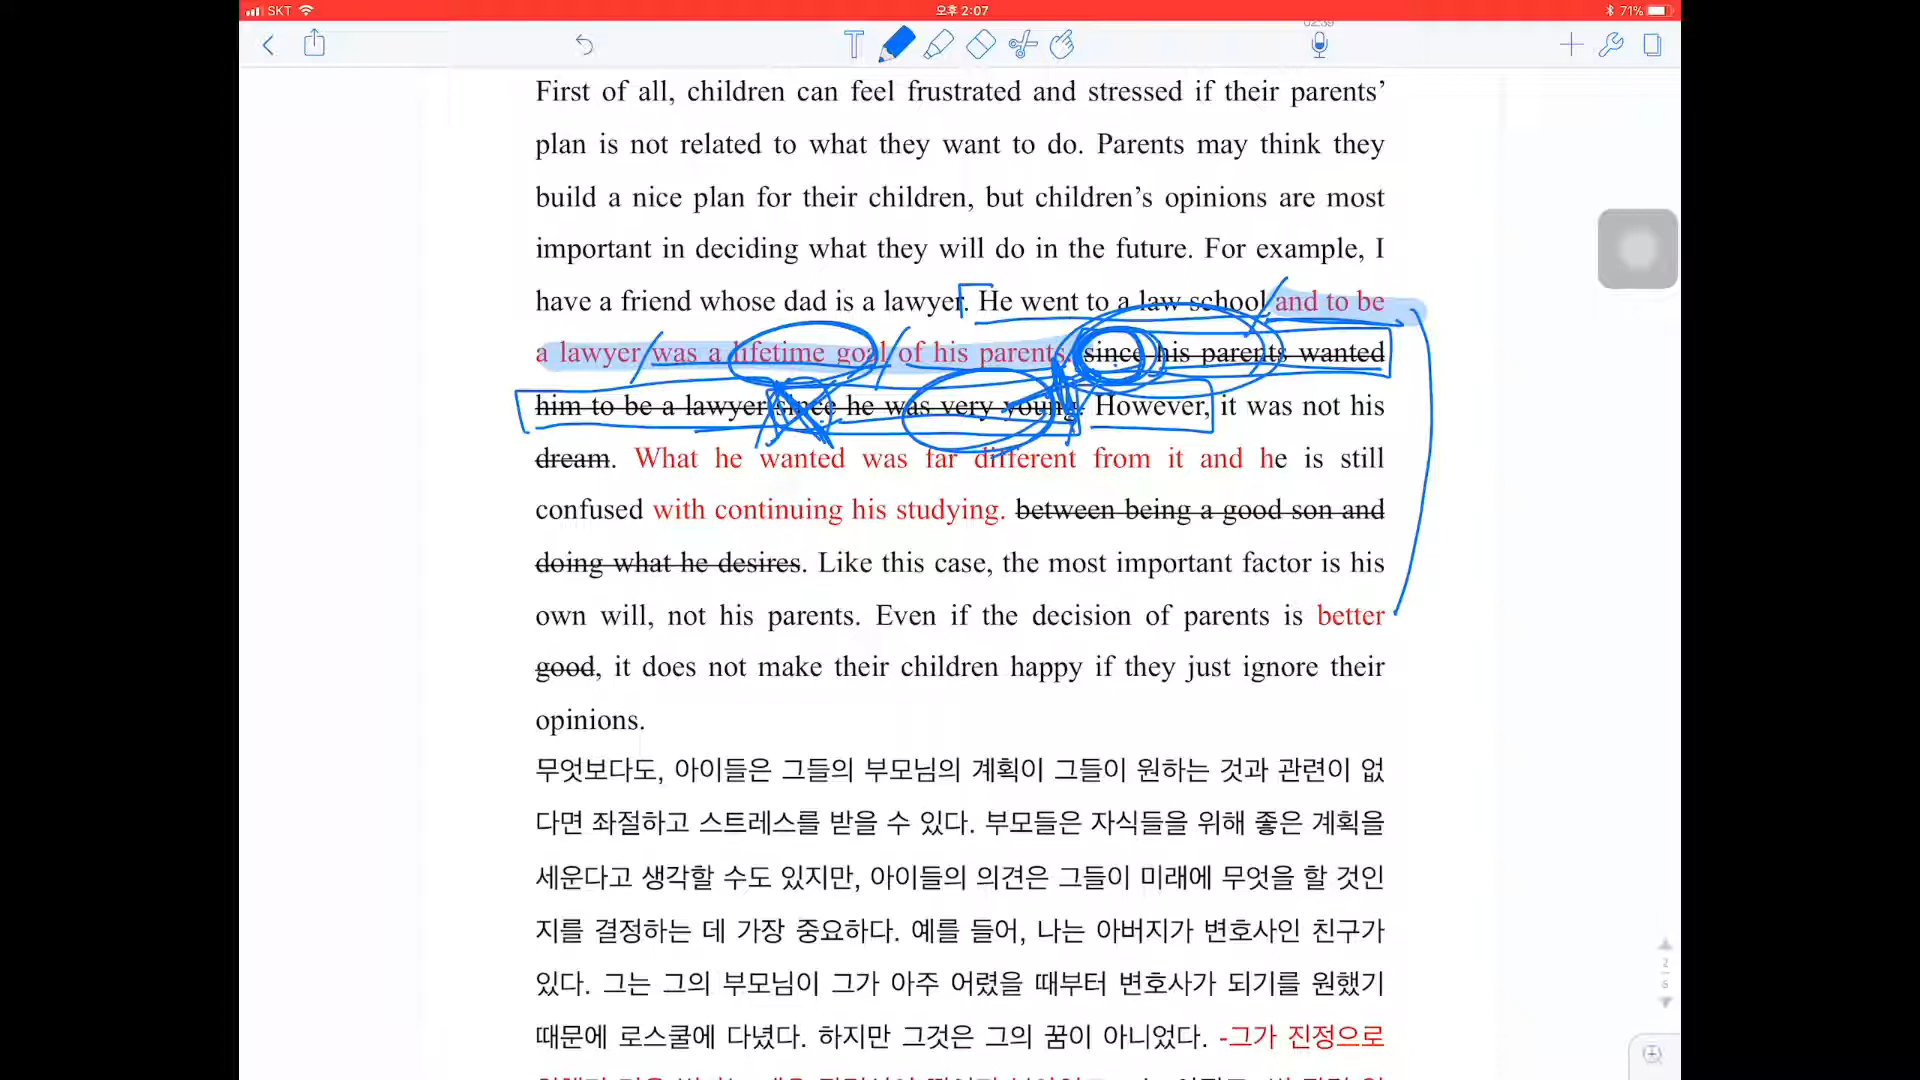 SKT 오후 2:07 71%
02:39
First of all, children can feel frustrated and stressed if their parents’
plan is not related to what they want to do. Parents may think they
build a nice plan for their children, but children’s opinions are most
important in deciding what they will do in the future. For example, I
have a friend whose dad is a lawyer. He went to a law school and to be
a lawyer was a lifetime goal of his parents. since his parents wanted
him to be a lawyer since he was very young. However, it was not his
dream. What he wanted was far different from it and he is still
confused with continuing his studying. between being a good son and
doing what he desires. Like this case, the most important factor is his
own will, not his parents. Even if the decision of parents is better
good, it does not make their children happy if they just ignore their
opinions.
무엇보다도, 아이들은 그들의 부모님의 계획이 그들이 원하는 것과 관련이 없
다면 좌절하고 스트레스를 받을 수 있다. 부모들은 자식들을 위해 좋은 계획을
세운다고 생각할 수도 있지만, 아이들의 의견은 그들이 미래에 무엇을 할 것인
지를 결정하는 데 가장 중요하다. 예를 들어, 나는 아버지가 변호사인 친구가
있다. 그는 그의 부모님이 그가 아주 어렸을 때부터 변호사가 되기를 원했기
때문에 로스쿨에 다녔다. 하지만 그것은 그의 꿈이 아니었다. -그가 진정으로
2
6